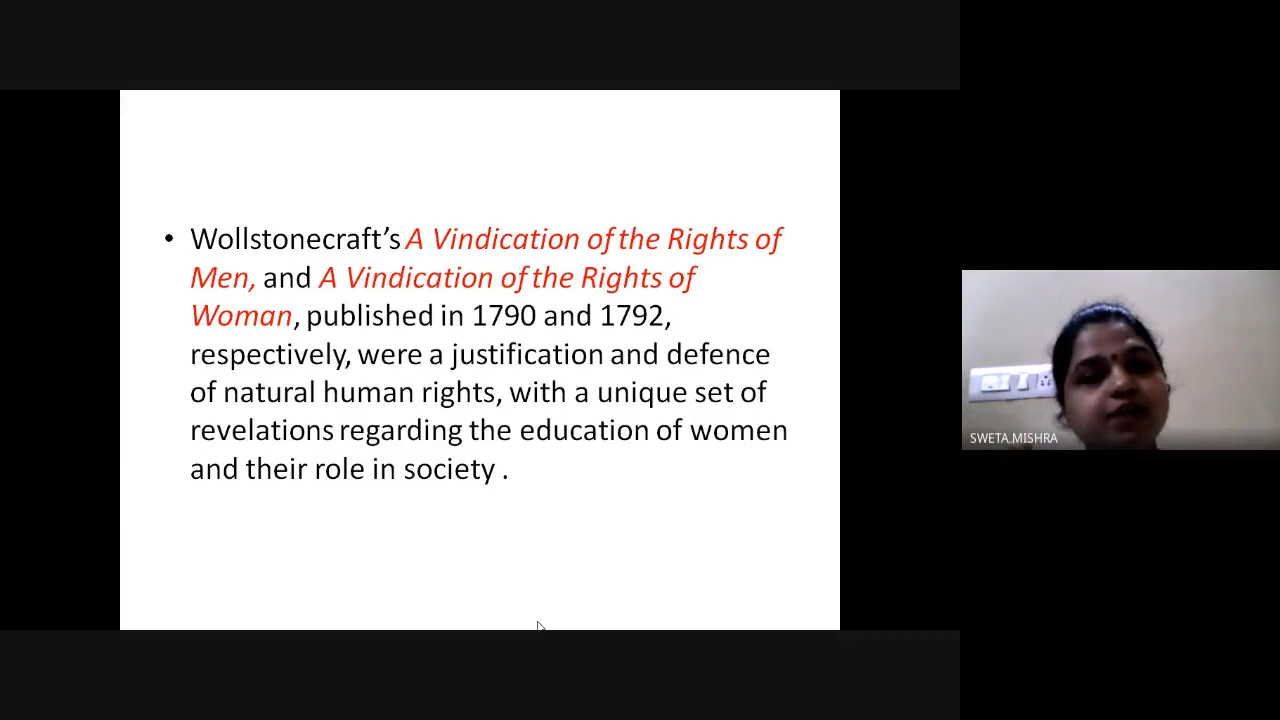 • Wollstonecraft’s A Vindication of the Rights of
Men, and A Vindication of the Rights of
Woman, published in 1790 and 1792,
respectively, were a justification and defence
of natural human rights, with a unique set of
revelations regarding the education of women
and their role in society .
SWETA MISHRA